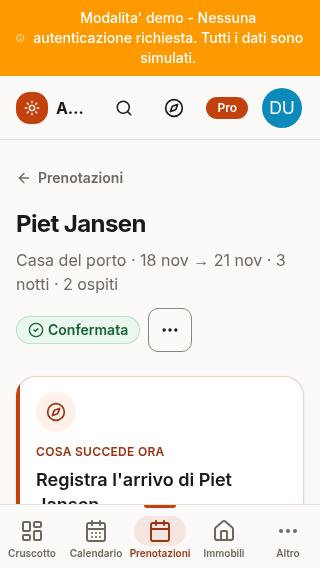 Modalita' demo - Nessuna
autenticazione richiesta. Tutti i dati sono
simulati.
A...
Pro
DU
Prenotazioni
Piet Jansen
Casa del porto · 18 nov → 21 nov · 3
notti · 2 ospiti
Confermata
COSA SUCCEDE ORA
Registra l'arrivo di Piet
Jansen
Cruscotto
Calendario
Prenotazioni
Immobili
Altro